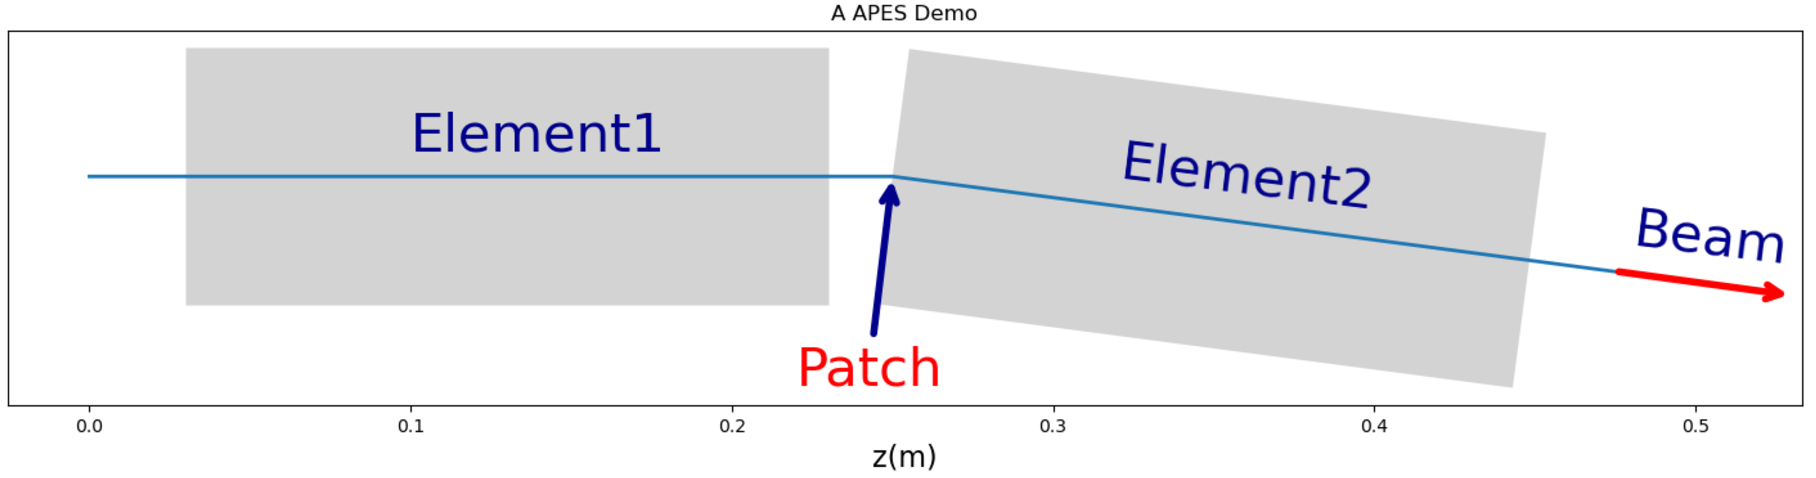 A APES Demo
Element1
Element2
Beam
Patch
0.0 0.1 0.2 0.3 0.4 0.5
z(m)